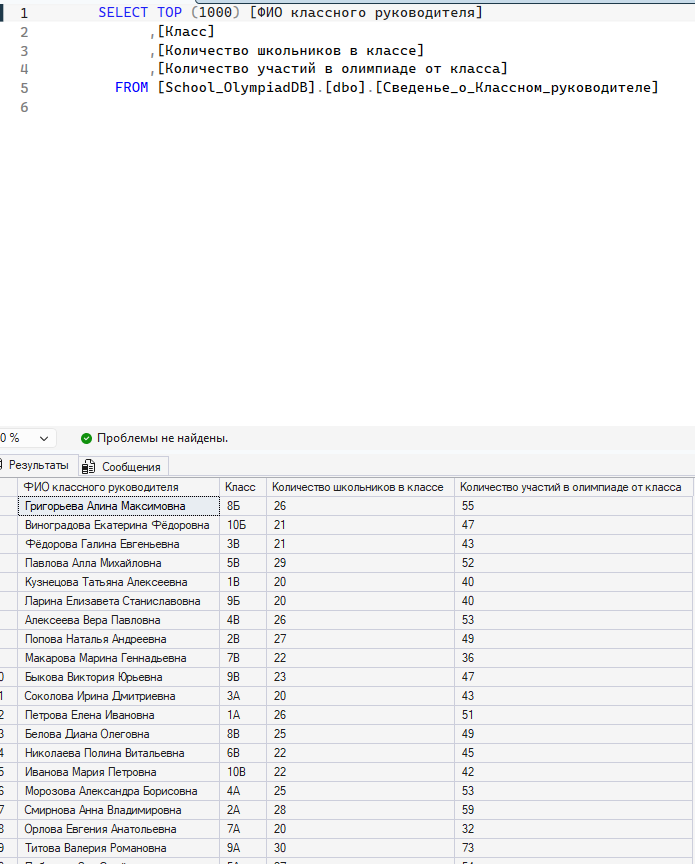 1 SELECT TOP (1000) [ФИО классного руководителя]
2 ,[Класс]
3 ,[Количество школьников в классе]
4 ,[Количество участий в олимпиаде от класса]
5 FROM [School_OlympiadDB].[dbo].[Сведенье_о_Классном_руководителе]
6
0 % Проблемы не найдены.
Результаты Сообщения
ФИО классного руководителя Класс Количество школьников в классе Количество участий в олимпиаде от класса
Григорьева Алина Максимовна 8Б 26 55
Виноградова Екатерина Фёдоровна 10Б 21 47
Фёдорова Галина Евгеньевна 3В 21 43
Павлова Алла Михайловна 5В 29 52
Кузнецова Татьяна Алексеевна 1В 20 40
Ларина Елизавета Станиславовна 9Б 20 40
Алексеева Вера Павловна 4В 26 53
Попова Наталья Андреевна 2В 27 49
Макарова Марина Геннадьевна 7В 22 36
0 Быкова Виктория Юрьевна 9В 23 47
1 Соколова Ирина Дмитриевна 3А 20 43
2 Петрова Елена Ивановна 1А 26 51
3 Белова Диана Олеговна 8В 25 49
4 Николаева Полина Витальевна 6В 22 45
5 Иванова Мария Петровна 10В 22 42
6 Морозова Александра Борисовна 4А 25 53
7 Смирнова Анна Владимировна 2А 28 59
8 Орлова Евгения Анатольевна 7А 20 32
9 Титова Валерия Романовна 9А 30 73